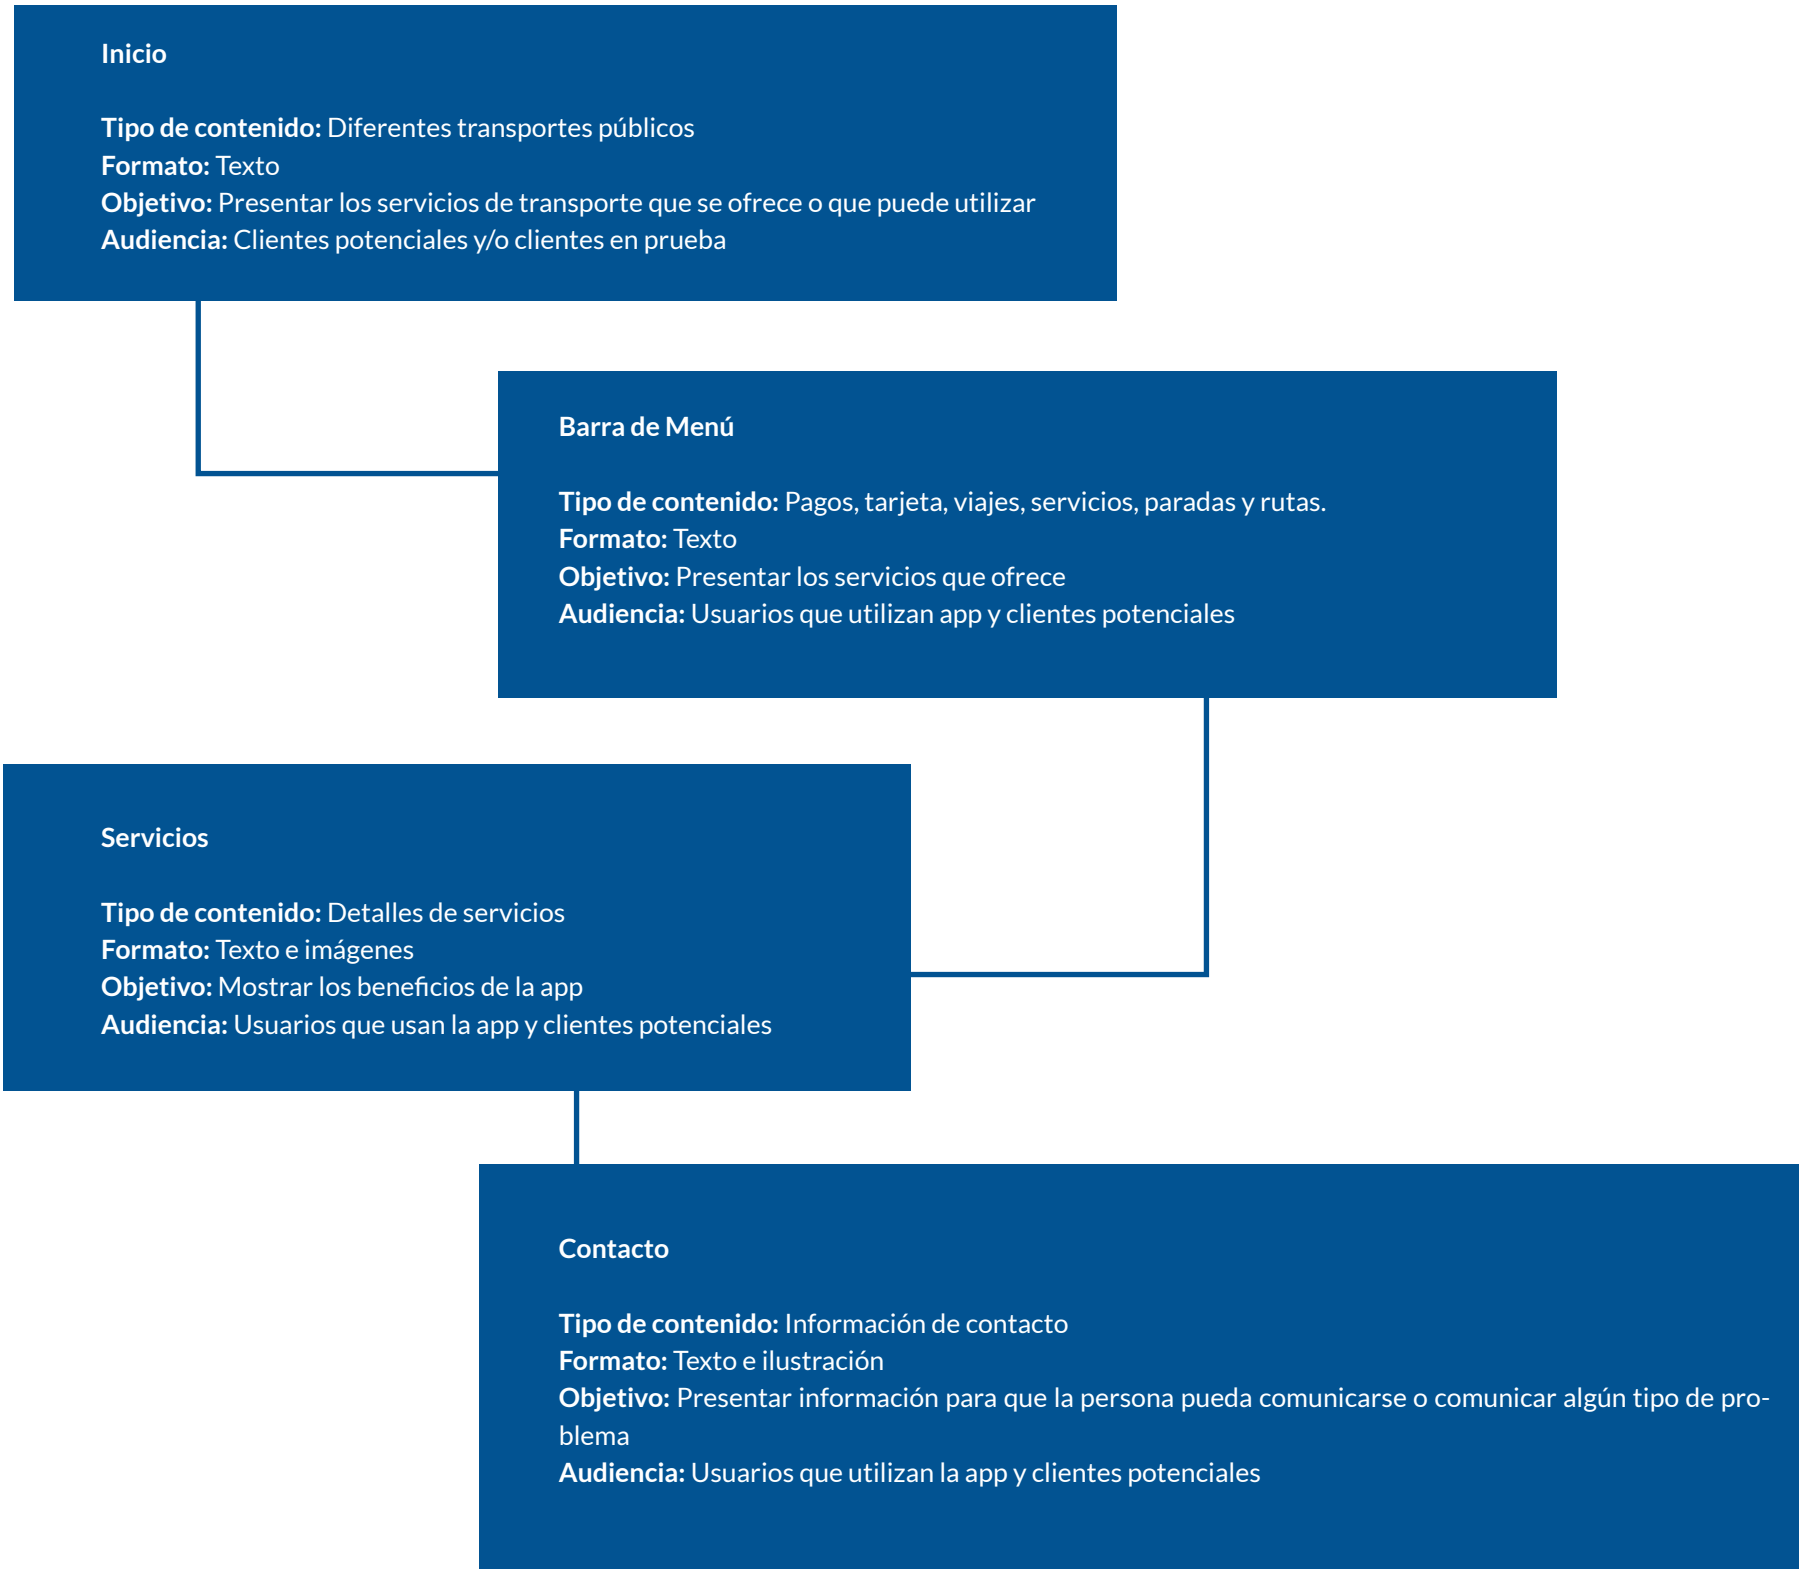 Inicio
Tipo de contenido: Diferentes transportes públicos
Formato: Texto
Objetivo: Presentar los servicios de transporte que se ofrece o que puede utilizar
Audiencia: Clientes potenciales y/o clientes en prueba
Barra de Menú
Tipo de contenido: Pagos, tarjeta, viajes, servicios, paradas y rutas.
Formato: Texto
Objetivo: Presentar los servicios que ofrece
Audiencia: Usuarios que utilizan app y clientes potenciales
Servicios
Tipo de contenido: Detalles de servicios
Formato: Texto e imágenes
Objetivo: Mostrar los beneficios de la app
Audiencia: Usuarios que usan la app y clientes potenciales
Contacto
Tipo de contenido: Información de contacto
Formato: Texto e ilustración
Objetivo: Presentar información para que la persona pueda comunicarse o comunicar algún tipo de pro-
blema
Audiencia: Usuarios que utilizan la app y clientes potenciales